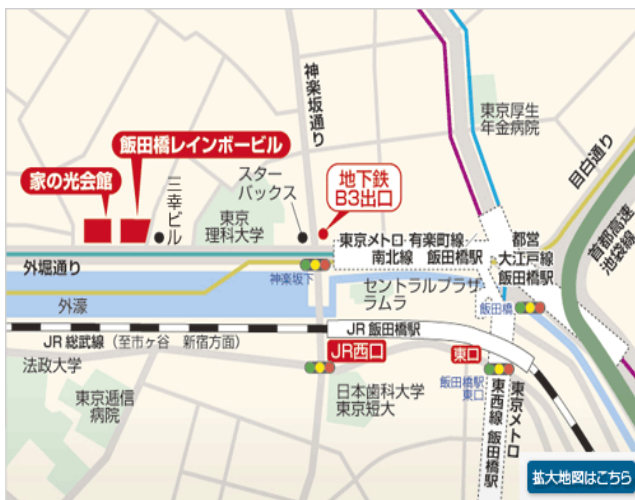 神楽坂通り
東京厚生
年金病院
目白通り
首都高速
池袋線
飯田橋レインボービル
家の光会館
三幸ビル
スター
バックス
地下鉄
B3出口
東京
理科大学
東京メトロ・有楽町線
南北線 飯田橋駅
都営
大江戸線
飯田橋駅
外堀通り
神楽坂下
セントラルプラザ
ラムラ
飯田橋
外濠
JR 飯田橋駅
JR 総武線（至市ヶ谷 新宿方面）
JR西口
東口
法政大学
東京逓信
病院
日本歯科大学
東京短大
飯田橋駅
東口
東京メトロ
東西線 飯田橋駅
拡大地図はこちら